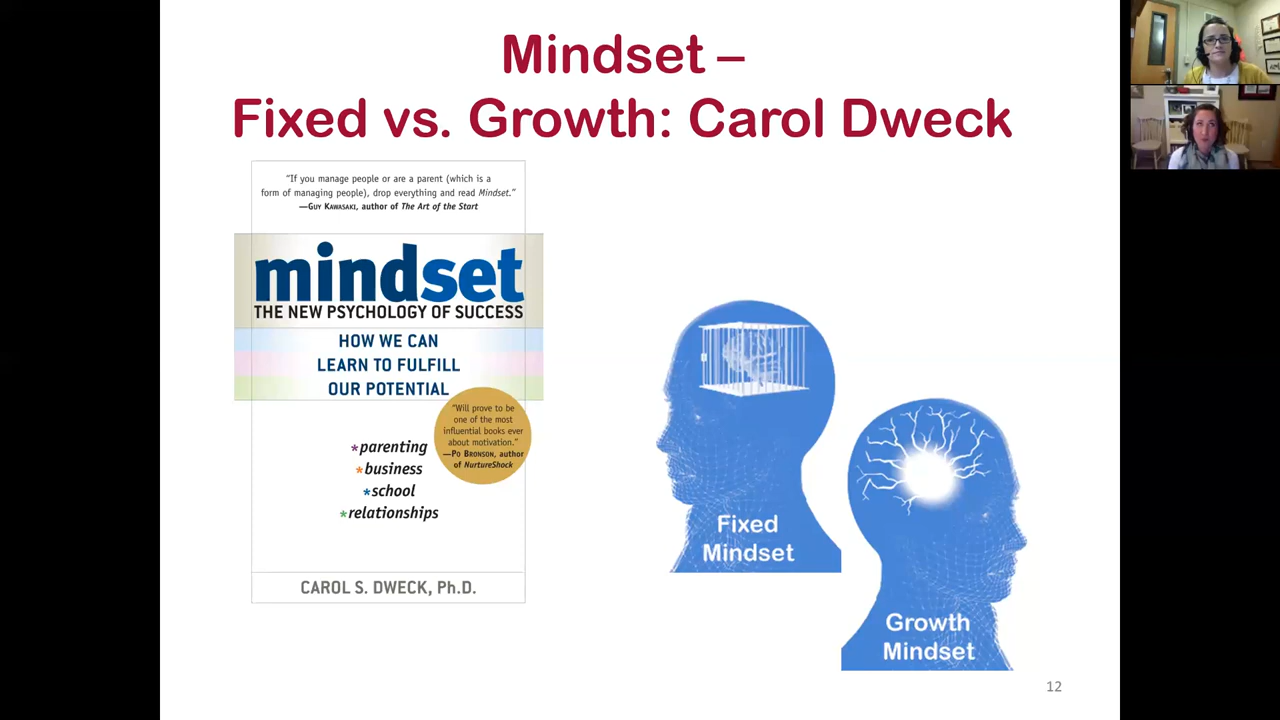 Mindset –
Fixed vs. Growth: Carol Dweck
"If you manage people or are a parent (which is a
form of managing people), drop everything and read Mindset."
—GUY KAWASAKI, author of The Art of the Start
mindset
THE NEW PSYCHOLOGY OF SUCCESS
HOW WE CAN
LEARN TO FULFILL
OUR POTENTIAL
"Will prove to be
one of the most
influential books ever
about motivation."
—PO BRONSON, author
of NurtureShock
*parenting
*business
*school
*relationships
CAROL S. DWECK, Ph.D.
Fixed
Mindset
Growth
Mindset
12